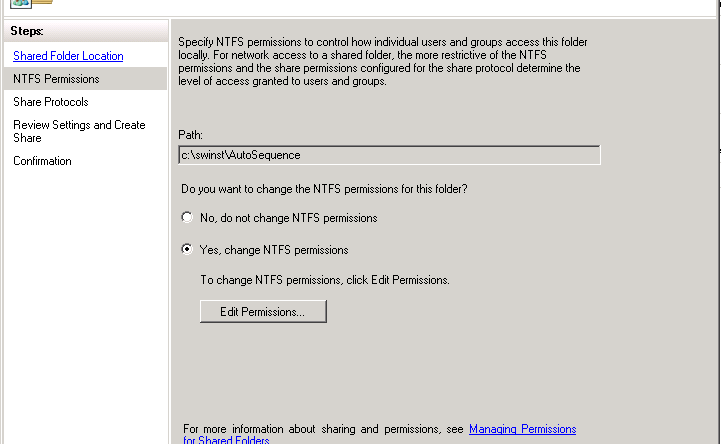 Steps:
Shared Folder Location
NTFS Permissions
Share Protocols
Review Settings and Create
Share
Confirmation
Specify NTFS permissions to control how individual users and groups access this folder
locally. For network access to a shared folder, the more restrictive of the NTFS
permissions and the share permissions configured for the share protocol determine the
level of access granted to users and groups.
Path:
c:\swinst\AutoSequence
Do you want to change the NTFS permissions for this folder?
No, do not change NTFS permissions
Yes, change NTFS permissions
To change NTFS permissions, click Edit Permissions.
Edit Permissions...
For more information about sharing and permissions, see Managing Permissions
for Shared Folders